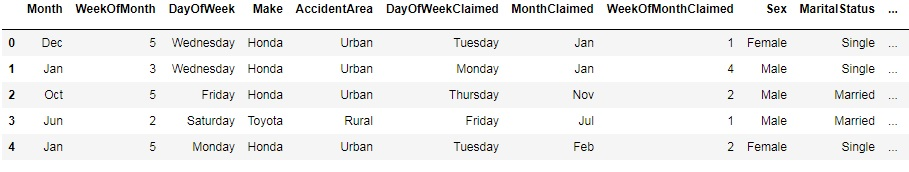 Month WeekOfMonth DayOfWeek Make AccidentArea DayOfWeekClaimed MonthClaimed WeekOfMonthClaimed Sex MaritalStatus ...
0 Dec 5 Wednesday Honda Urban Tuesday Jan 1 Female Single ...
1 Jan 3 Wednesday Honda Urban Monday Jan 4 Male Single ...
2 Oct 5 Friday Honda Urban Thursday Nov 2 Male Married ...
3 Jun 2 Saturday Toyota Rural Friday Jul 1 Male Married ...
4 Jan 5 Monday Honda Urban Tuesday Feb 2 Female Single ...